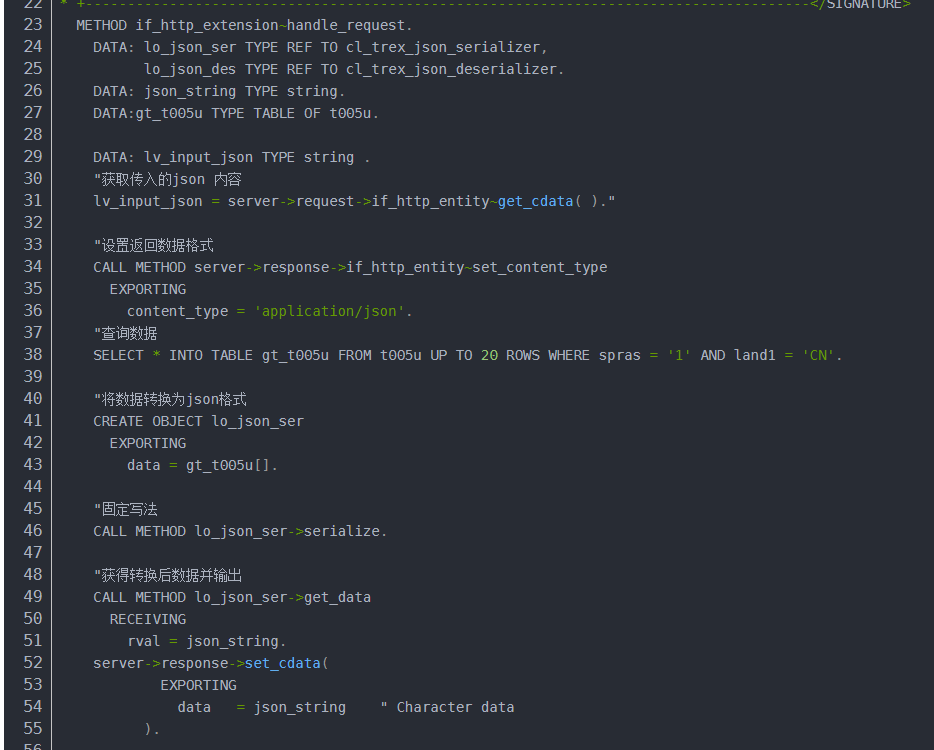 22 * +--------------------------------------------------------------------------------------</SIGNATURE>
23   METHOD if_http_extension~handle_request.
24     DATA: lo_json_ser TYPE REF TO cl_trex_json_serializer,
25           lo_json_des TYPE REF TO cl_trex_json_deserializer.
26     DATA: json_string TYPE string.
27     DATA:gt_t005u TYPE TABLE OF t005u.
28
29     DATA: lv_input_json TYPE string .
30     "获取传入的json 内容
31     lv_input_json = server->request->if_http_entity~get_cdata( )."
32
33     "设置返回数据格式
34     CALL METHOD server->response->if_http_entity~set_content_type
35       EXPORTING
36         content_type = 'application/json'.
37     "查询数据
38     SELECT * INTO TABLE gt_t005u FROM t005u UP TO 20 ROWS WHERE spras = '1' AND land1 = 'CN'.
39
40     "将数据转换为json格式
41     CREATE OBJECT lo_json_ser
42       EXPORTING
43         data = gt_t005u[].
44
45     "固定写法
46     CALL METHOD lo_json_ser->serialize.
47
48     "获得转换后数据并输出
49     CALL METHOD lo_json_ser->get_data
50       RECEIVING
51         rval = json_string.
52     server->response->set_cdata(
53             EXPORTING
54               data   = json_string    " Character data
55           ).
56